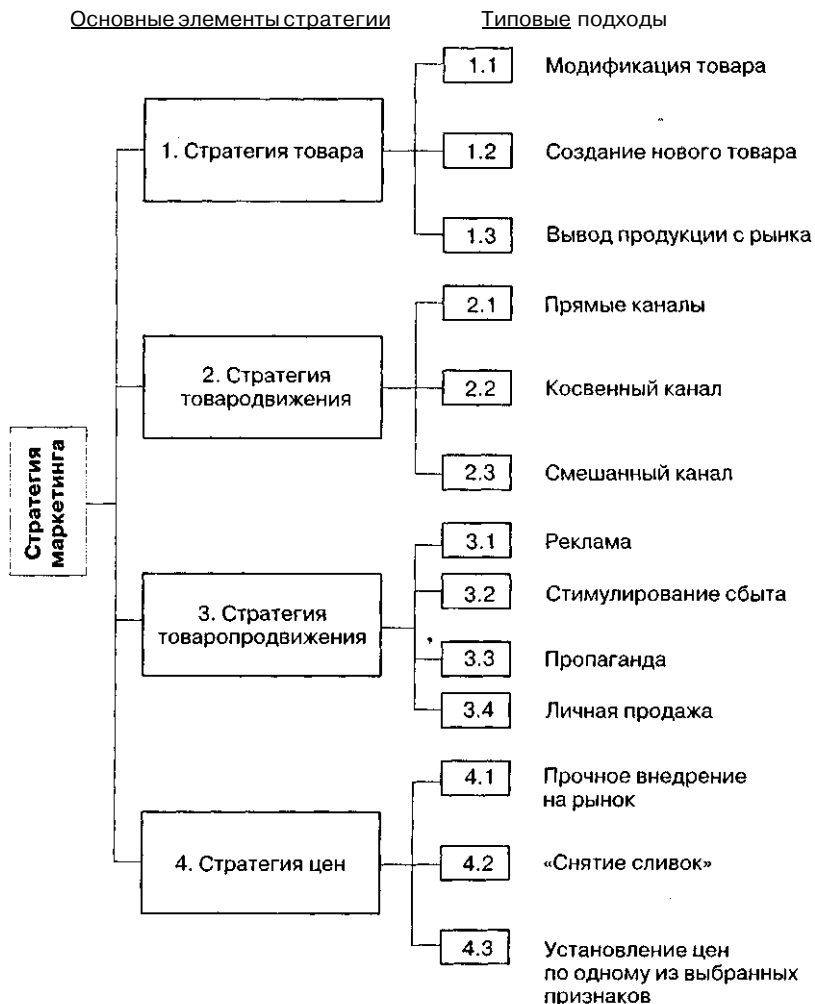 Основные элементы стратегии
Типовые подходы
Стратегия
маркетинга
1. Стратегия товара
1.1 Модификация товара
1.2 Создание нового товара
1.3 Вывод продукции с рынка
2. Стратегия
товародвижения
2.1 Прямые каналы
2.2 Косвенный канал
2.3 Смешанный канал
3. Стратегия
товаропродвижения
3.1 Реклама
3.2 Стимулирование сбыта
3.3 Пропаганда
3.4 Личная продажа
4. Стратегия цен
4.1 Прочное внедрение
на рынок
4.2 «Снятие сливок»
4.3 Установление цен
по одному из выбранных
признаков